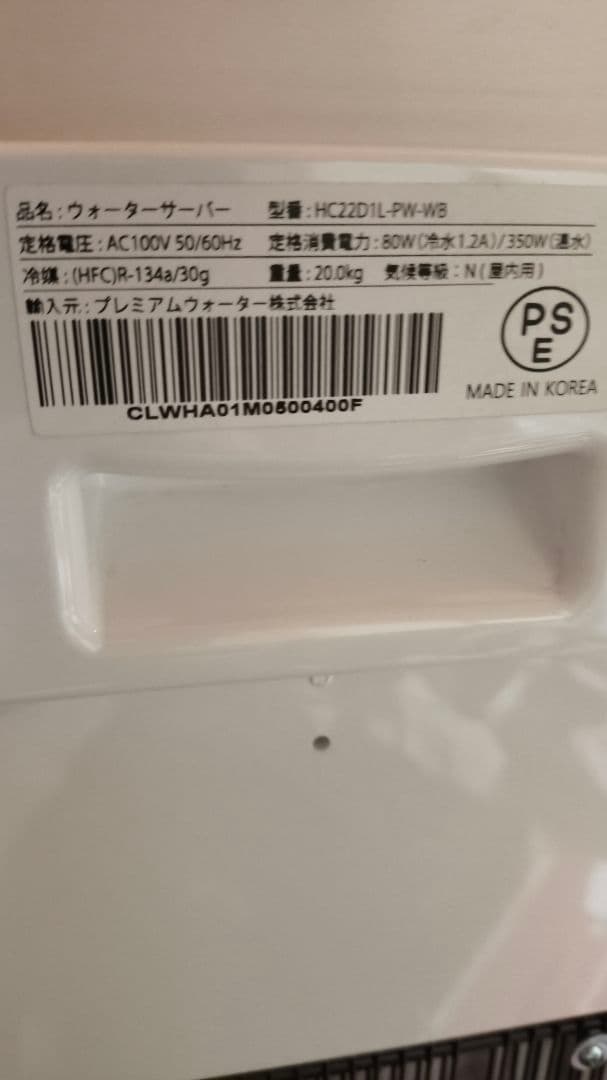 品名:ウォーターサーバー 型番:HC22D1L-PW-WB
定格電圧:AC100V 50/60Hz 定格消費電力:80W(冷水1.2A)/350W(温水)
冷媒:(HFC)R-134a/30g 重量:20.0kg 気候等級:N(屋内用)
輸入元:プレミアムウォーター株式会社
PS
E
CLWHA01M0500400F
MADE IN KOREA